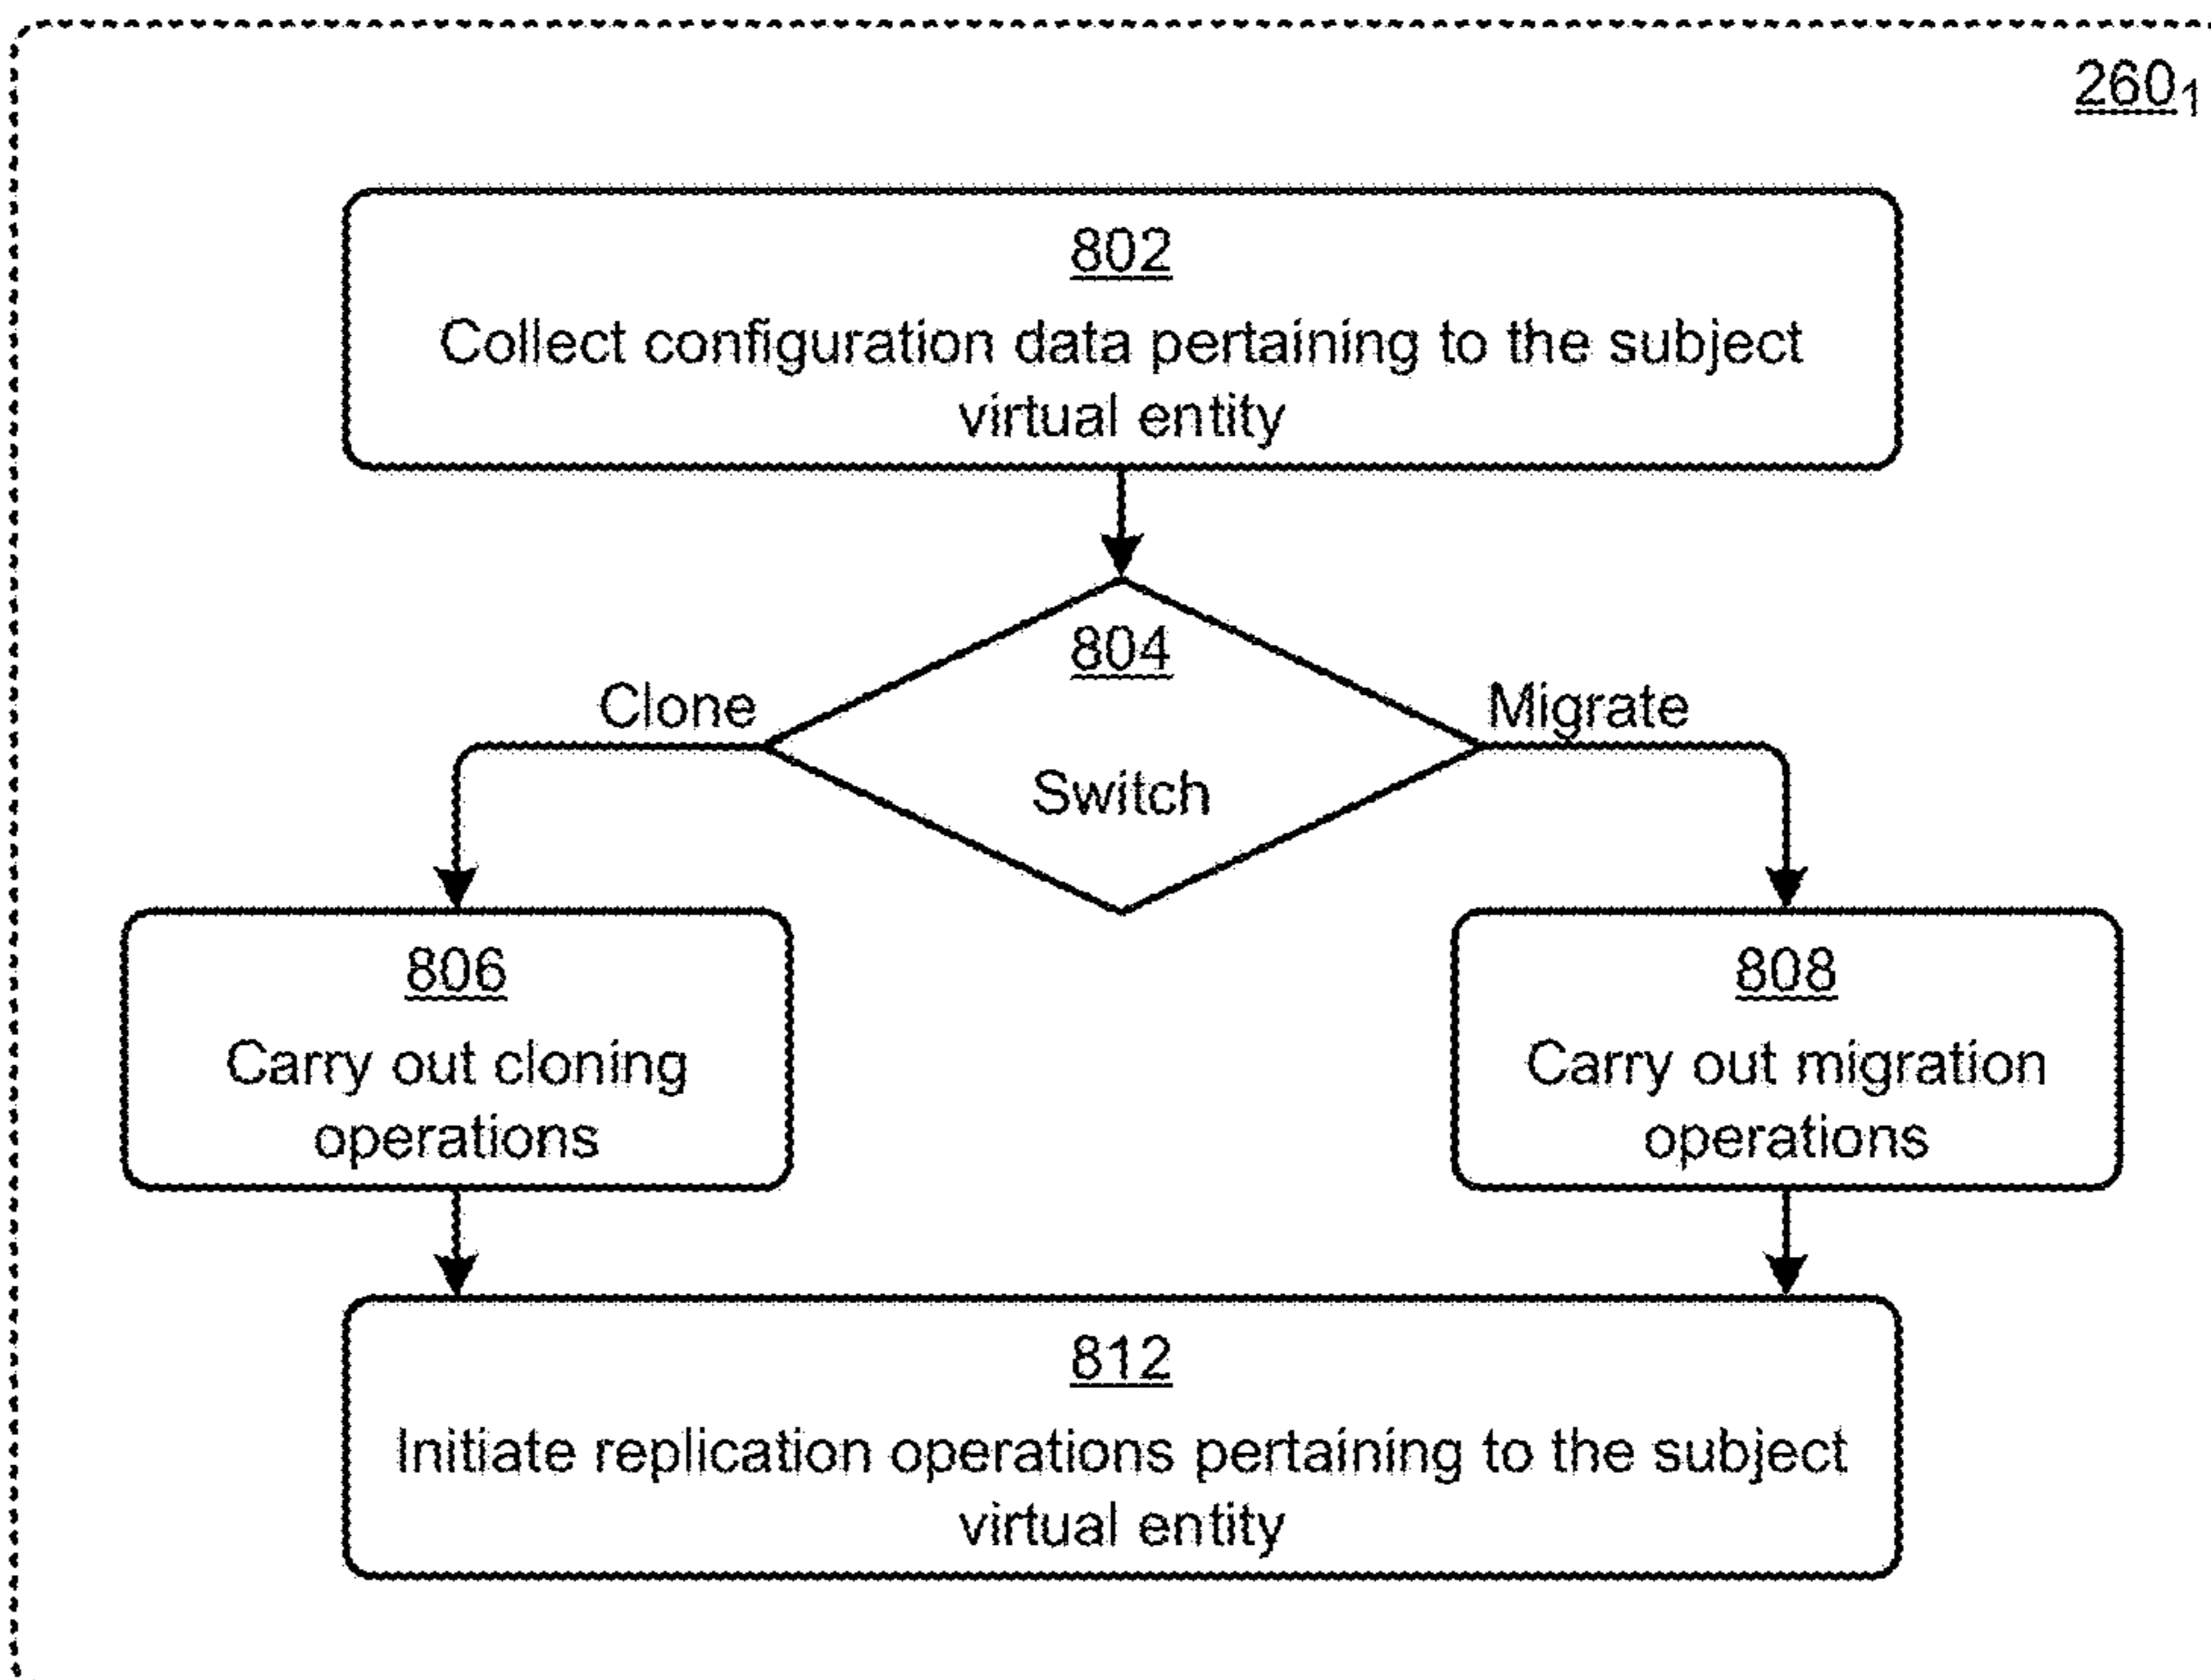 260₁
802
Collect configuration data pertaining to the subject
virtual entity
804
Clone
Migrate
Switch
806
Carry out cloning
operations
808
Carry out migration
operations
812
Initiate replication operations pertaining to the subject
virtual entity